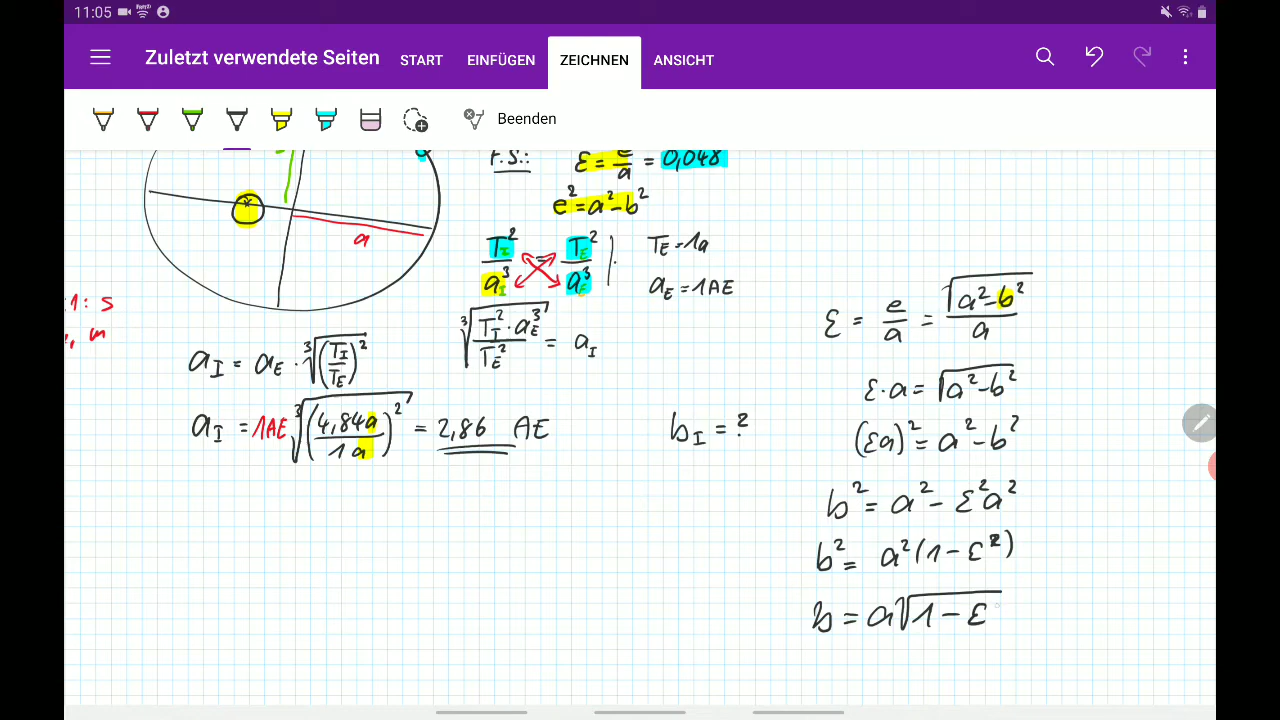 11:05
Zuletzt verwendete Seiten START EINFÜGEN ZEICHNEN ANSICHT
Beenden
F.S.: ε = e/a = 0,048
e² = a² - b²
a
T_I²/a_I³ = T_E²/a_E³ | · T_E = 1a
a_E = 1AE
∛(T_I² · a_E³ / T_E²) = a_I
1: s
, m
a_I = a_E · ∛(T_I/T_E)²
a_I = 1AE ∛(4,84a/1a)² = 2,86 AE
b_I = ?
ε = e/a = √(a² - b²)/a
ε · a = √(a² - b²)
(εa)² = a² - b²
b² = a² - ε²a²
b² = a²(1 - ε²)
b = a√(1 - ε)